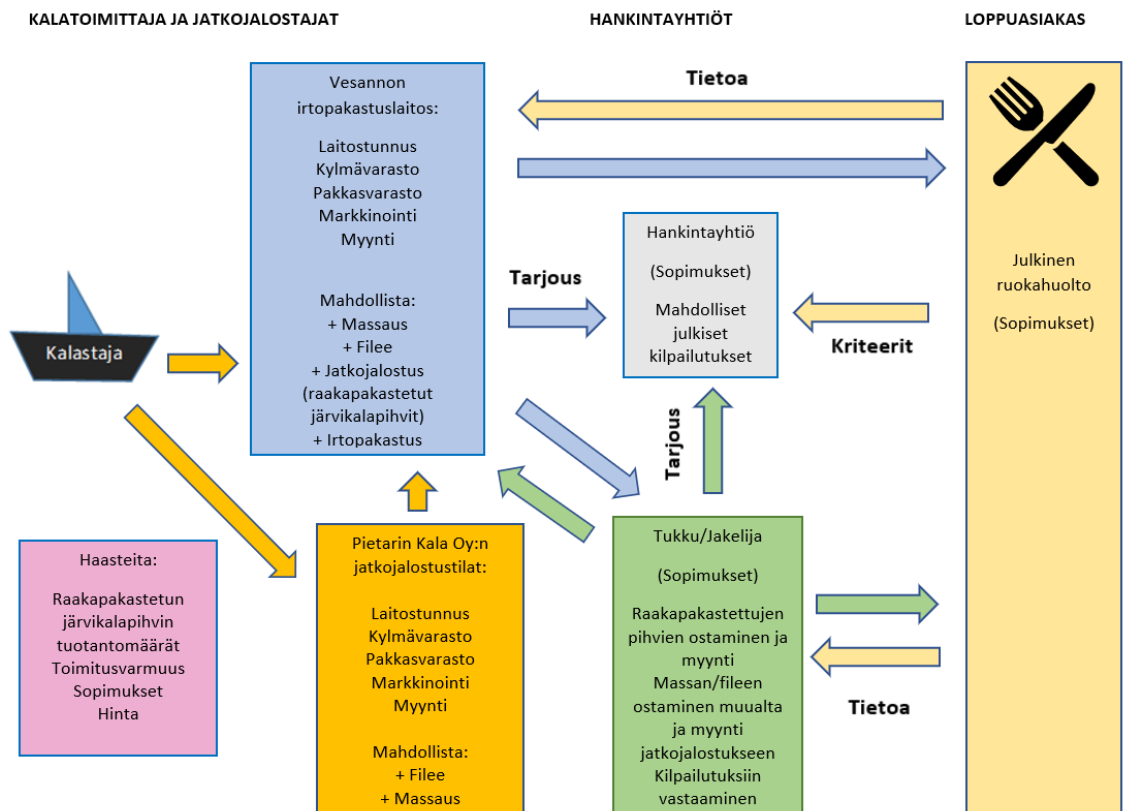 KALATOIMITTAJA JA JATKOJALOSTAJAT
HANKINTAYHTIÖT
LOPPUASIAKAS
Kalastaja
Vesannon
irtopakastuslaitos:
Laitostunnus
Kylmävarasto
Pakkasvarasto
Markkinointi
Myynti
Mahdollista:
+ Massaus
+ Filee
+ Jatkojalostus
(raakapakastetut
järvikalapihvit)
+ Irtopakastus
Tietoa
Tarjous
Hankintayhtiö
(Sopimukset)
Mahdolliset
julkiset
kilpailutukset
Kriteerit
Julkinen
ruokahuolto
(Sopimukset)
Tarjous
Haasteita:
Raakapakastetun
järvikalapihvin
tuotantomäärät
Toimitusvarmuus
Sopimukset
Hinta
Pietarin Kala Oy:n
jatkojalostustilat:
Laitostunnus
Kylmävarasto
Pakkasvarasto
Markkinointi
Myynti
Mahdollista:
+ Filee
+ Massaus
Tukku/Jakelija
(Sopimukset)
Raakapakastettujen
pihvien ostaminen ja
myynti
Massan/fileen
ostaminen muualta
ja myynti
jatkojalostukseen
Kilpailutuksiin
vastaaminen
Tietoa